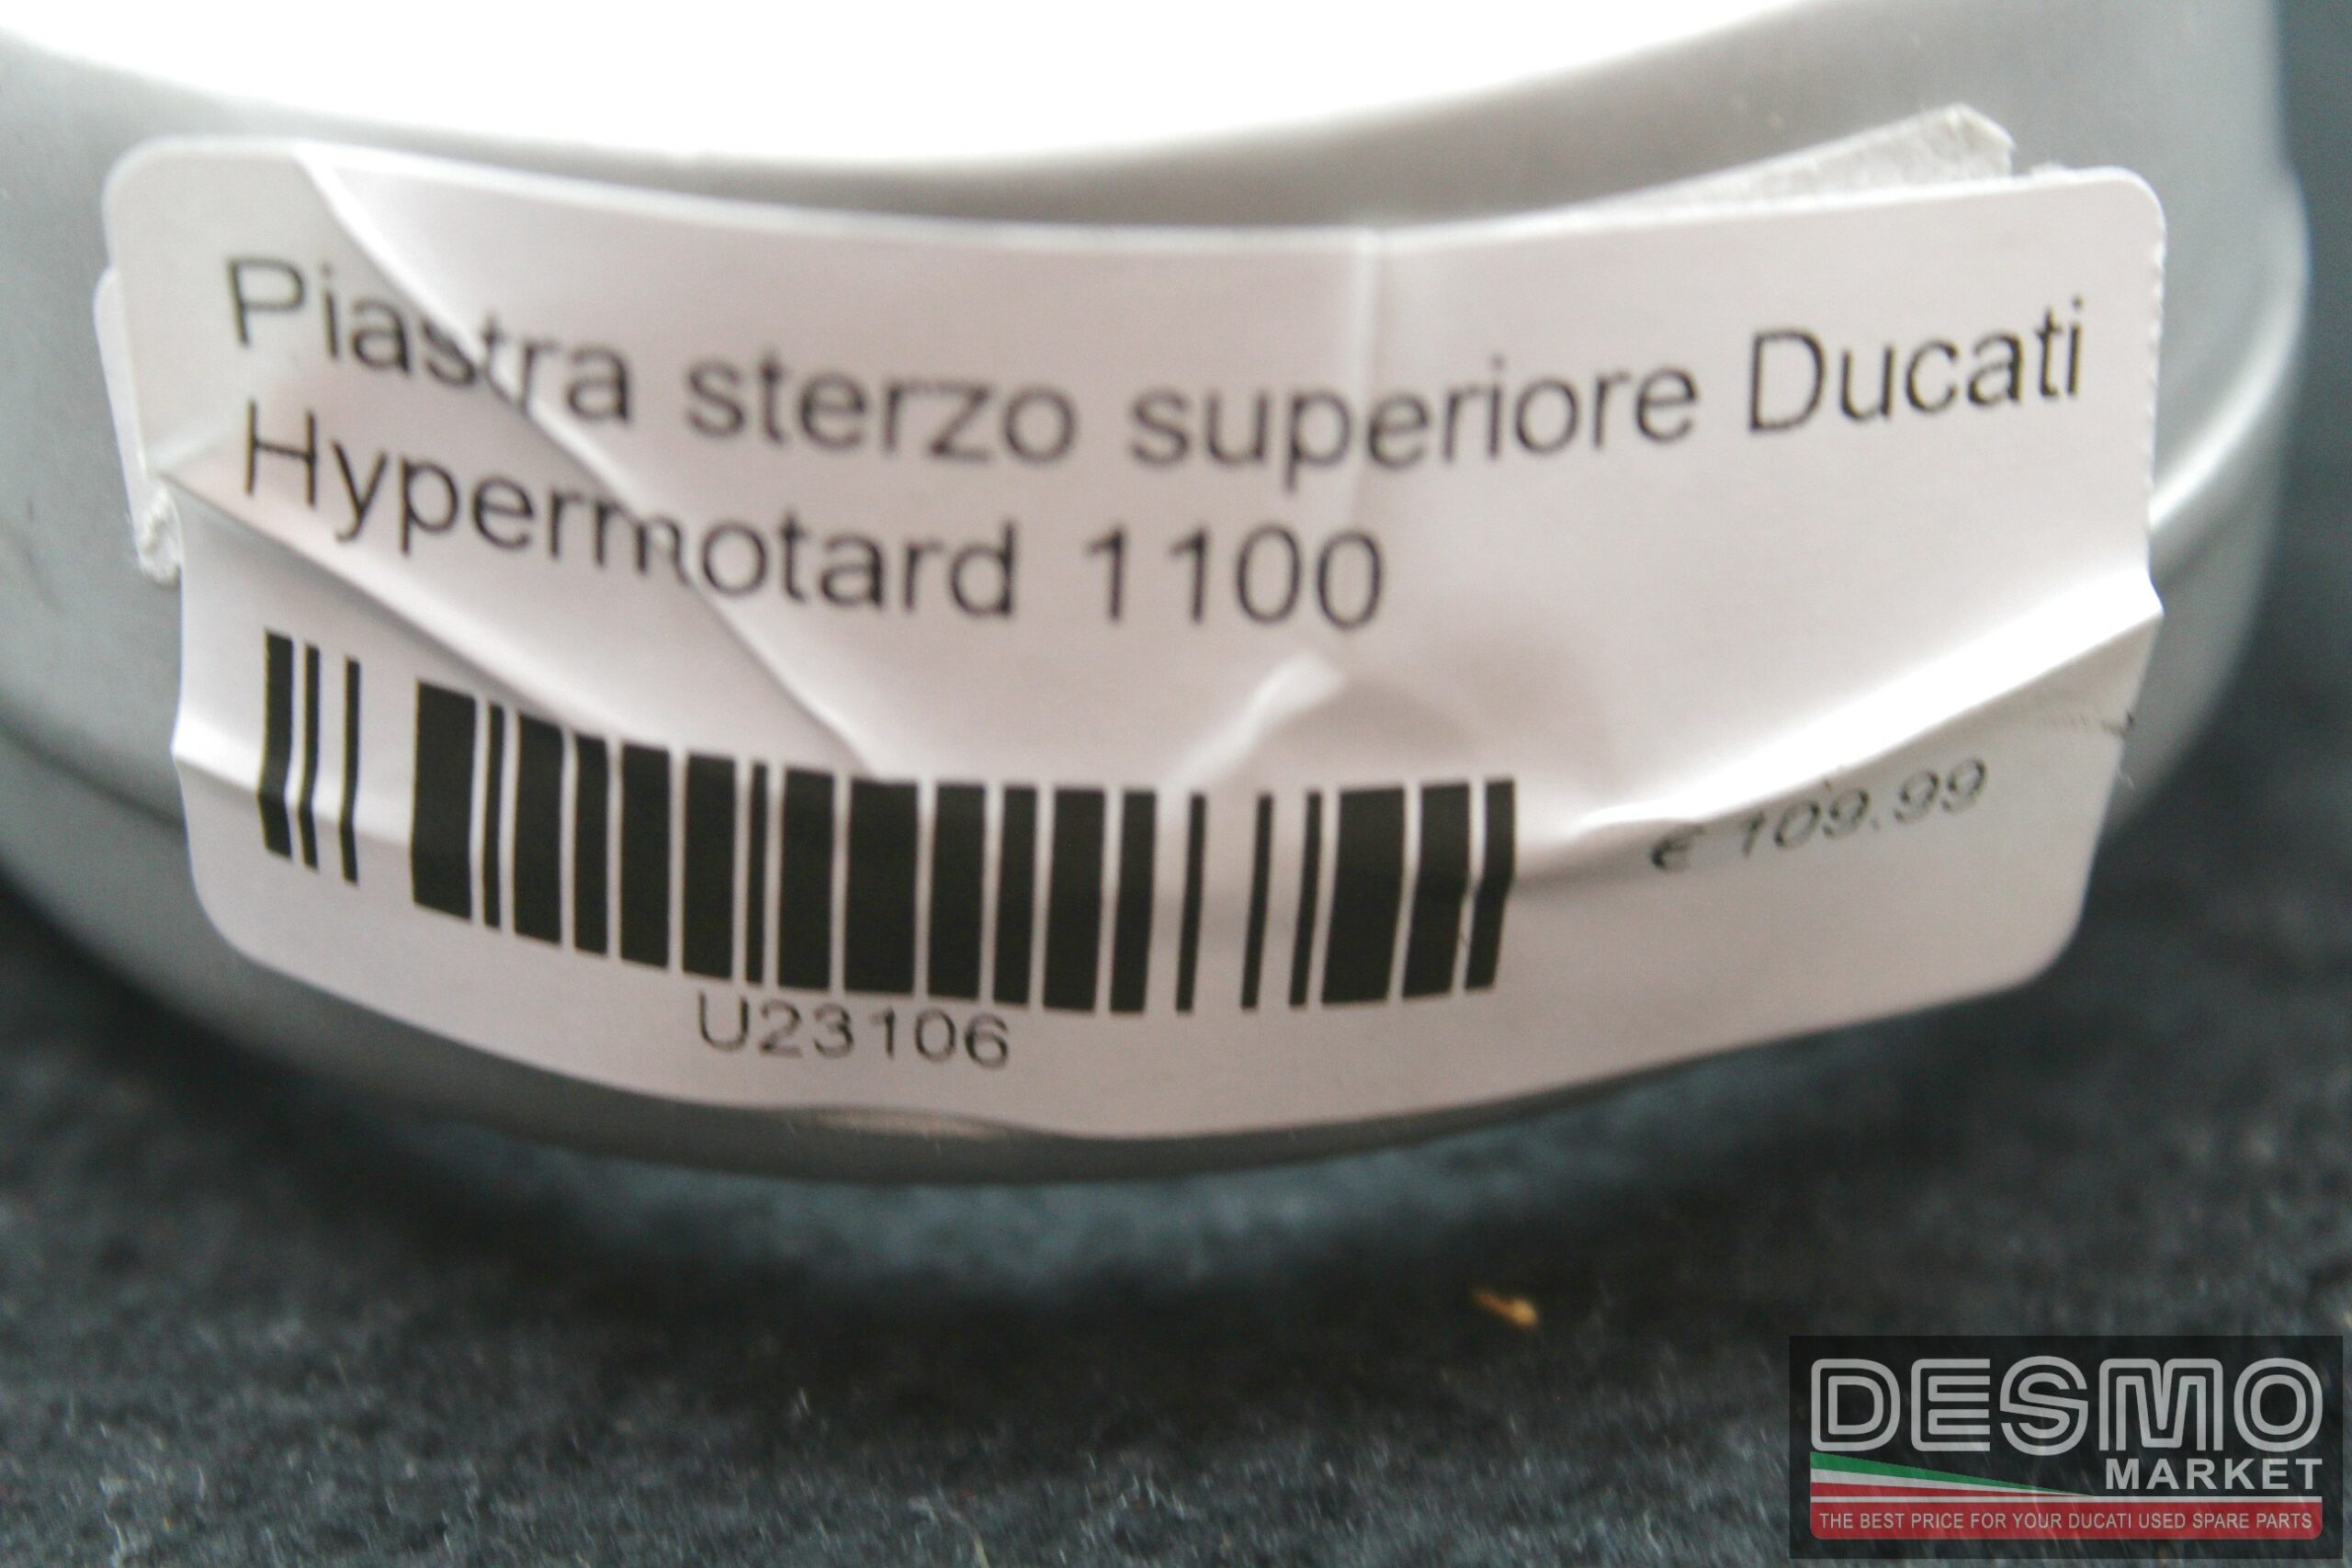 Piastra sterzo superiore Ducati
Hypermotard 1100
€ 109.99
U23106
DESMO
MARKET
THE BEST PRICE FOR YOUR DUCATI USED SPARE PARTS